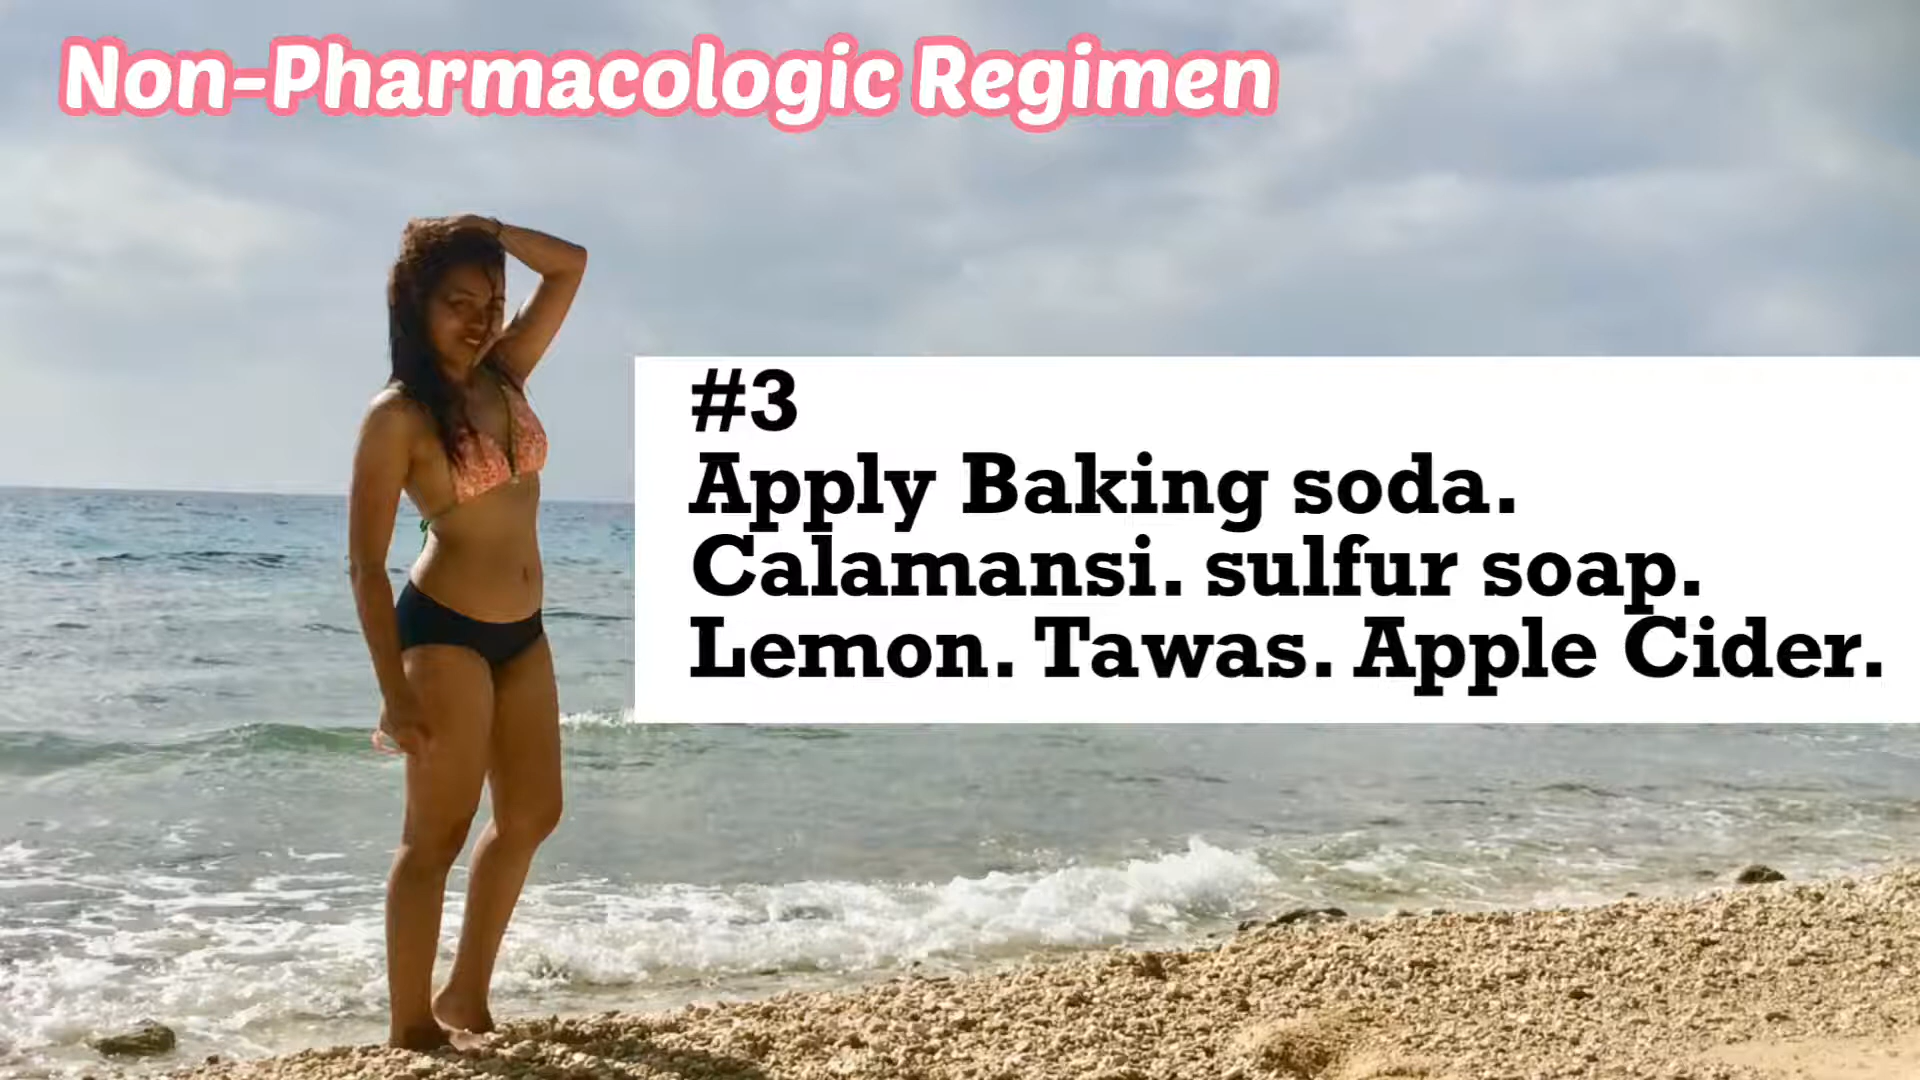 Non-Pharmacologic Regimen
#3
Apply Baking soda.
Calamansi. sulfur soap.
Lemon. Tawas. Apple Cider.